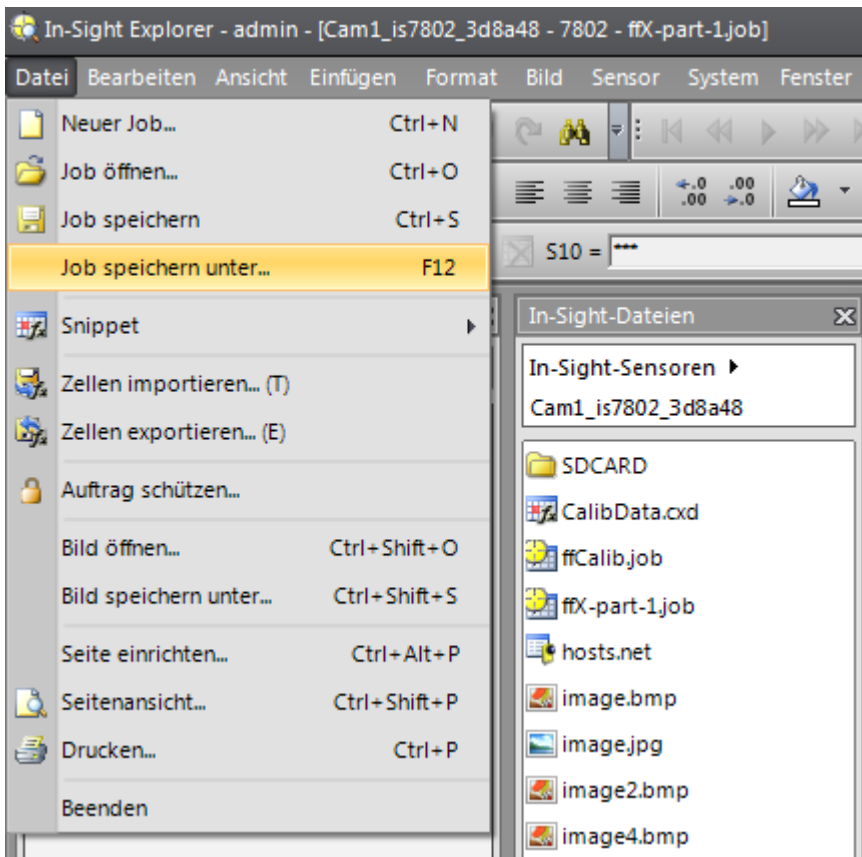 In-Sight Explorer - admin - [Cam1_is7802_3d8a48 - 7802 - ffX-part-1.job]
Datei Bearbeiten Ansicht Einfügen Format Bild Sensor System Fenster
Neuer Job... Ctrl+N
Job öffnen... Ctrl+O
Job speichern Ctrl+S
Job speichern unter... F12
Snippet
Zellen importieren... (T)
Zellen exportieren... (E)
Auftrag schützen...
Bild öffnen... Ctrl+Shift+O
Bild speichern unter... Ctrl+Shift+S
Seite einrichten... Ctrl+Alt+P
Seitenansicht... Ctrl+Shift+P
Drucken... Ctrl+P
Beenden
.0 .00
.00 .0
S10 = ***
In-Sight-Dateien
In-Sight-Sensoren
Cam1_is7802_3d8a48
SDCARD
CalibData.cxd
ffCalib.job
ffX-part-1.job
hosts.net
image.bmp
image.jpg
image2.bmp
image4.bmp